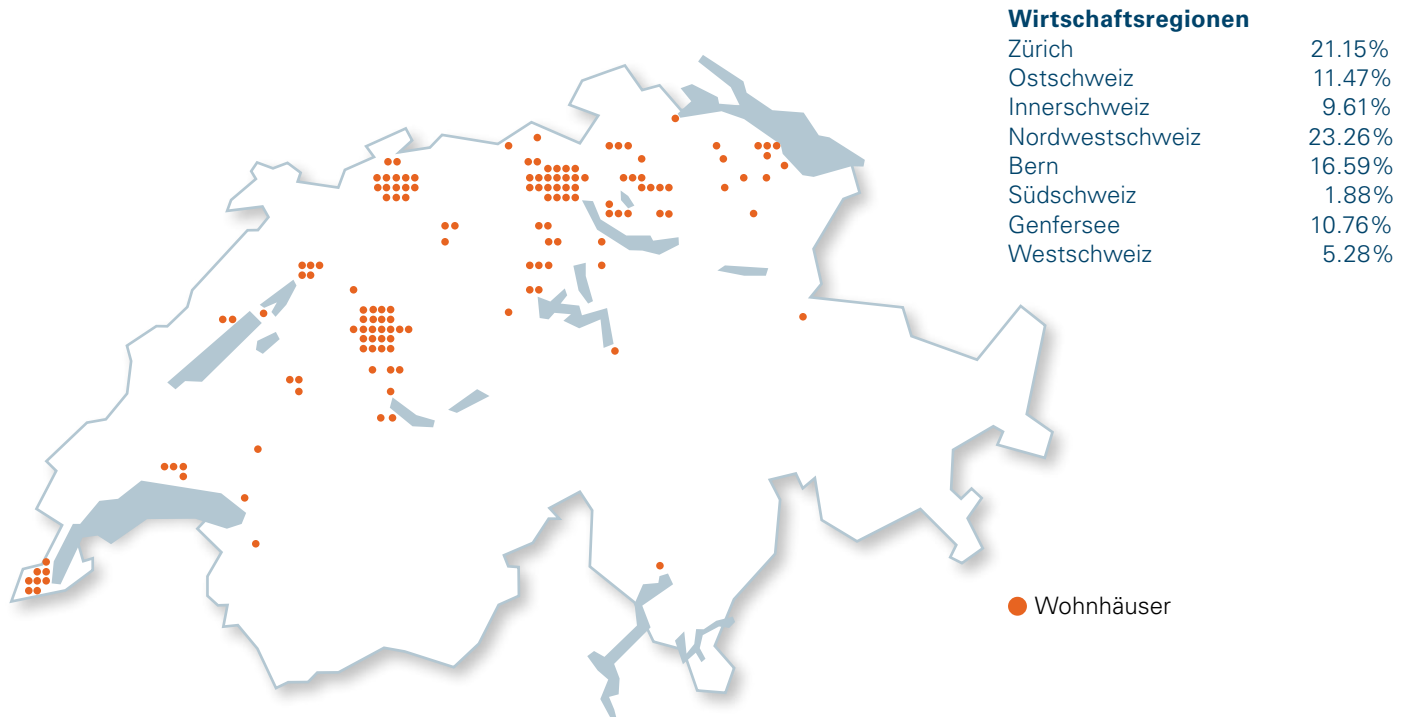 Wirtschaftsregionen
Zürich 21.15%
Ostschweiz 11.47%
Innerschweiz 9.61%
Nordwestschweiz 23.26%
Bern 16.59%
Südschweiz 1.88%
Genfersee 10.76%
Westschweiz 5.28%
Wohnhäuser